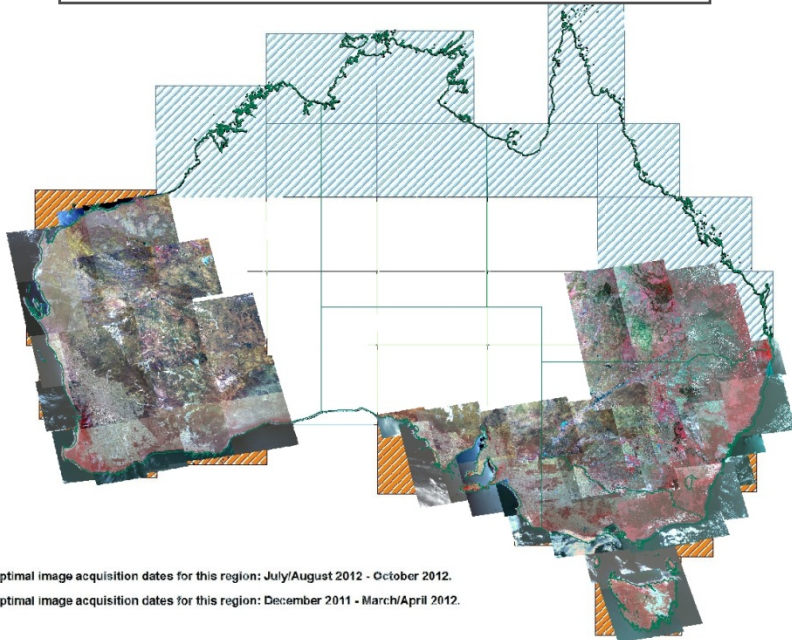 ptimal image acquisition dates for this region: July/August 2012 - October 2012.
ptimal image acquisition dates for this region: December 2011 - March/April 2012.